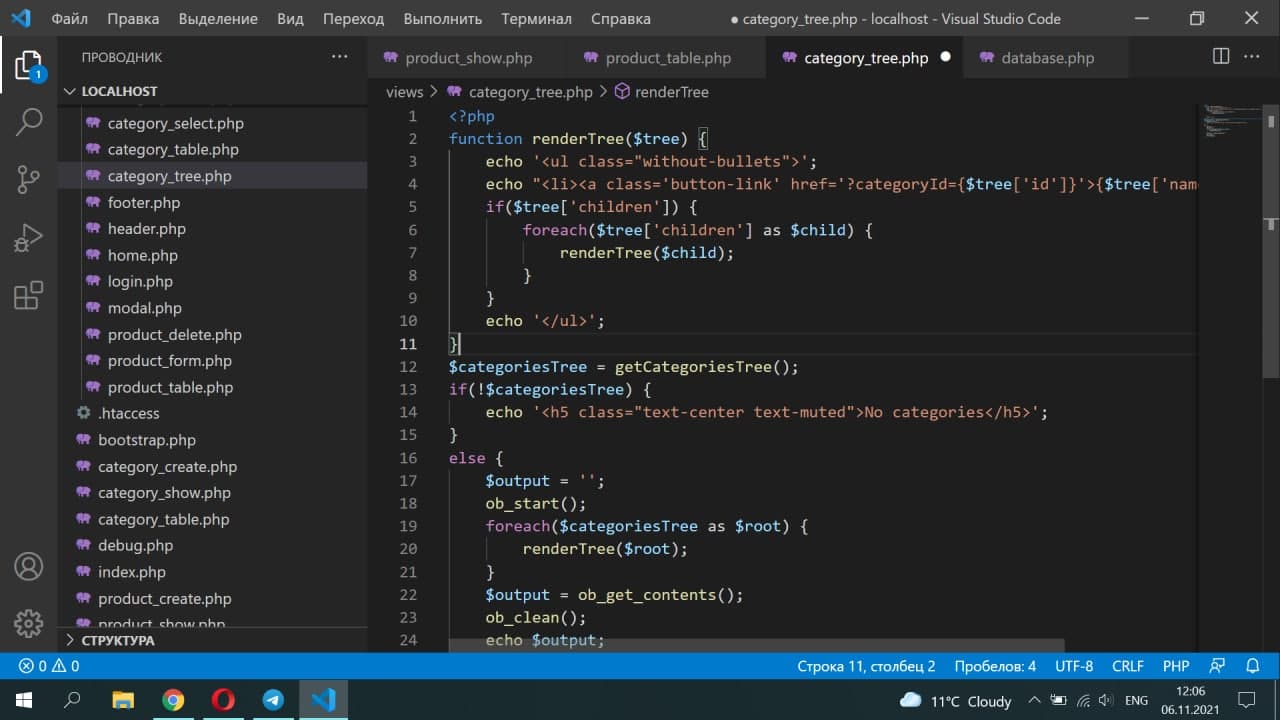 Файл Правка Выделение Вид Переход Выполнить Терминал Справка ● category_tree.php - localhost - Visual Studio Code
ПРОВОДНИК
product_show.php product_table.php category_tree.php database.php
1
LOCALHOST
views > category_tree.php > renderTree
category_select.php
category_table.php
category_tree.php
footer.php
header.php
home.php
login.php
modal.php
product_delete.php
product_form.php
product_table.php
.htaccess
bootstrap.php
category_create.php
category_show.php
category_table.php
debug.php
index.php
product_create.php
product_show.php
СТРУКТУРА
1 <?php
2 function renderTree($tree) {
3 echo '<ul class="without-bullets">';
4 echo "<li><a class='button-link' href='?categoryId={$tree['id']}'>{$tree['nam
5 if($tree['children']) {
6 foreach($tree['children'] as $child) {
7 renderTree($child);
8 }
9 }
10 echo '</ul>';
11 }
12 $categoriesTree = getCategoriesTree();
13 if(!$categoriesTree) {
14 echo '<h5 class="text-center text-muted">No categories</h5>';
15 }
16 else {
17 $output = '';
18 ob_start();
19 foreach($categoriesTree as $root) {
20 renderTree($root);
21 }
22 $output = ob_get_contents();
23 ob_clean();
24 echo $output;
0 0 Строка 11, столбец 2 Пробелов: 4 UTF-8 CRLF PHP
11°C Cloudy ENG 12:06
06.11.2021